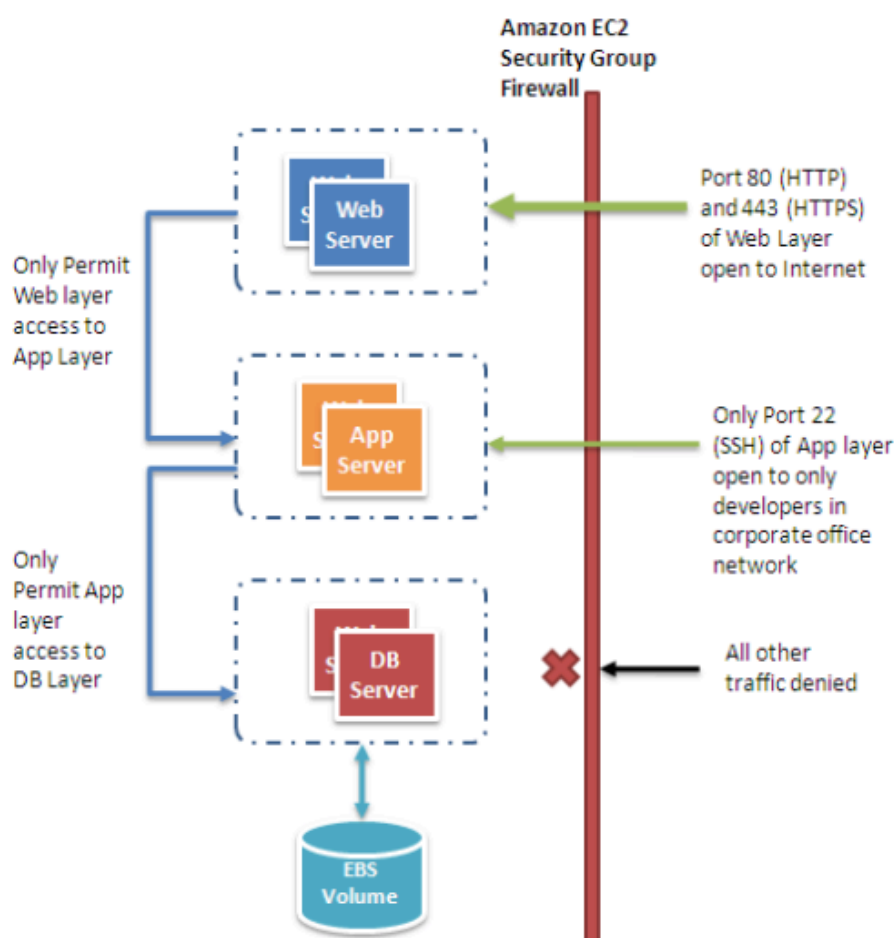 Amazon EC2
Security Group
Firewall
Web
Server
Port 80 (HTTP)
and 443 (HTTPS)
of Web Layer
open to Internet
Only Permit
Web layer
access to
App Layer
App
Server
Only Port 22
(SSH) of App layer
open to only
developers in
corporate office
network
Only
Permit App
layer
access to
DB Layer
DB
Server
All other
traffic denied
EBS
Volume